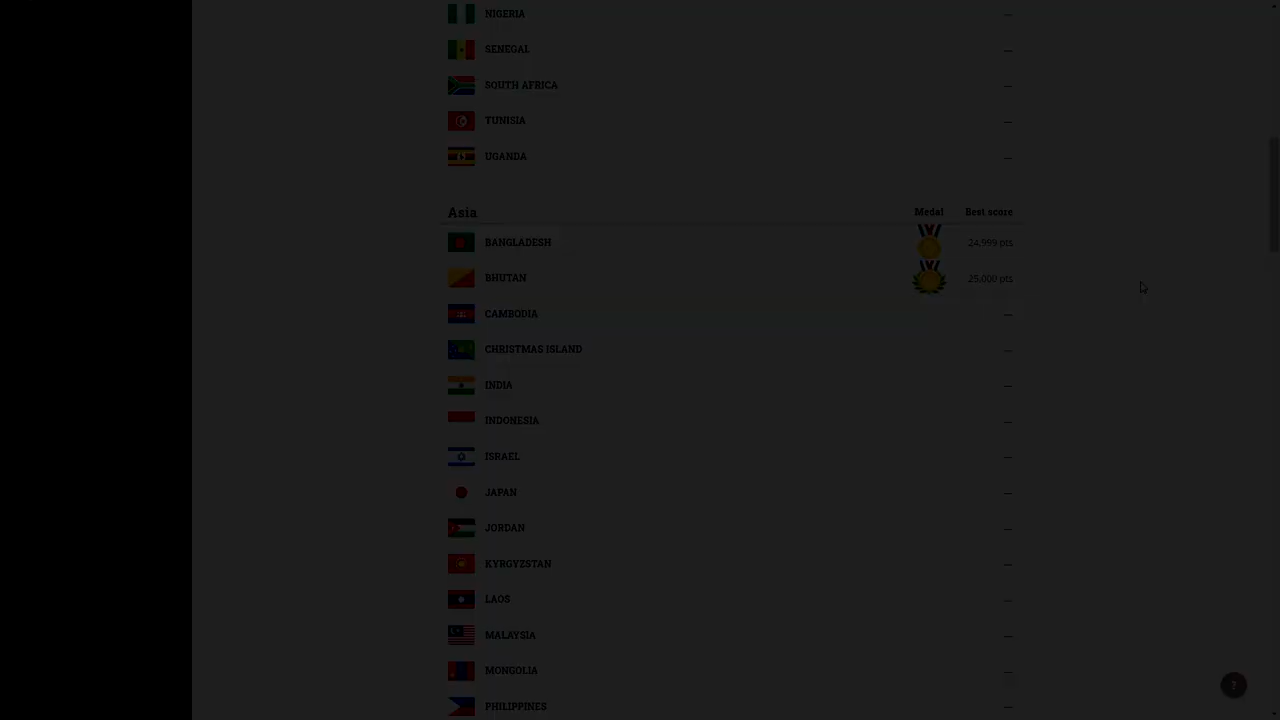 NIGERIA —
SENEGAL —
SOUTH AFRICA —
TUNISIA —
UGANDA —
Asia Medal Best score
BANGLADESH 24,999 pts
BHUTAN 25,000 pts
CAMBODIA —
CHRISTMAS ISLAND —
INDIA —
INDONESIA —
ISRAEL —
JAPAN —
JORDAN —
KYRGYZSTAN —
LAOS —
MALAYSIA —
MONGOLIA —
?
PHILIPPINES —